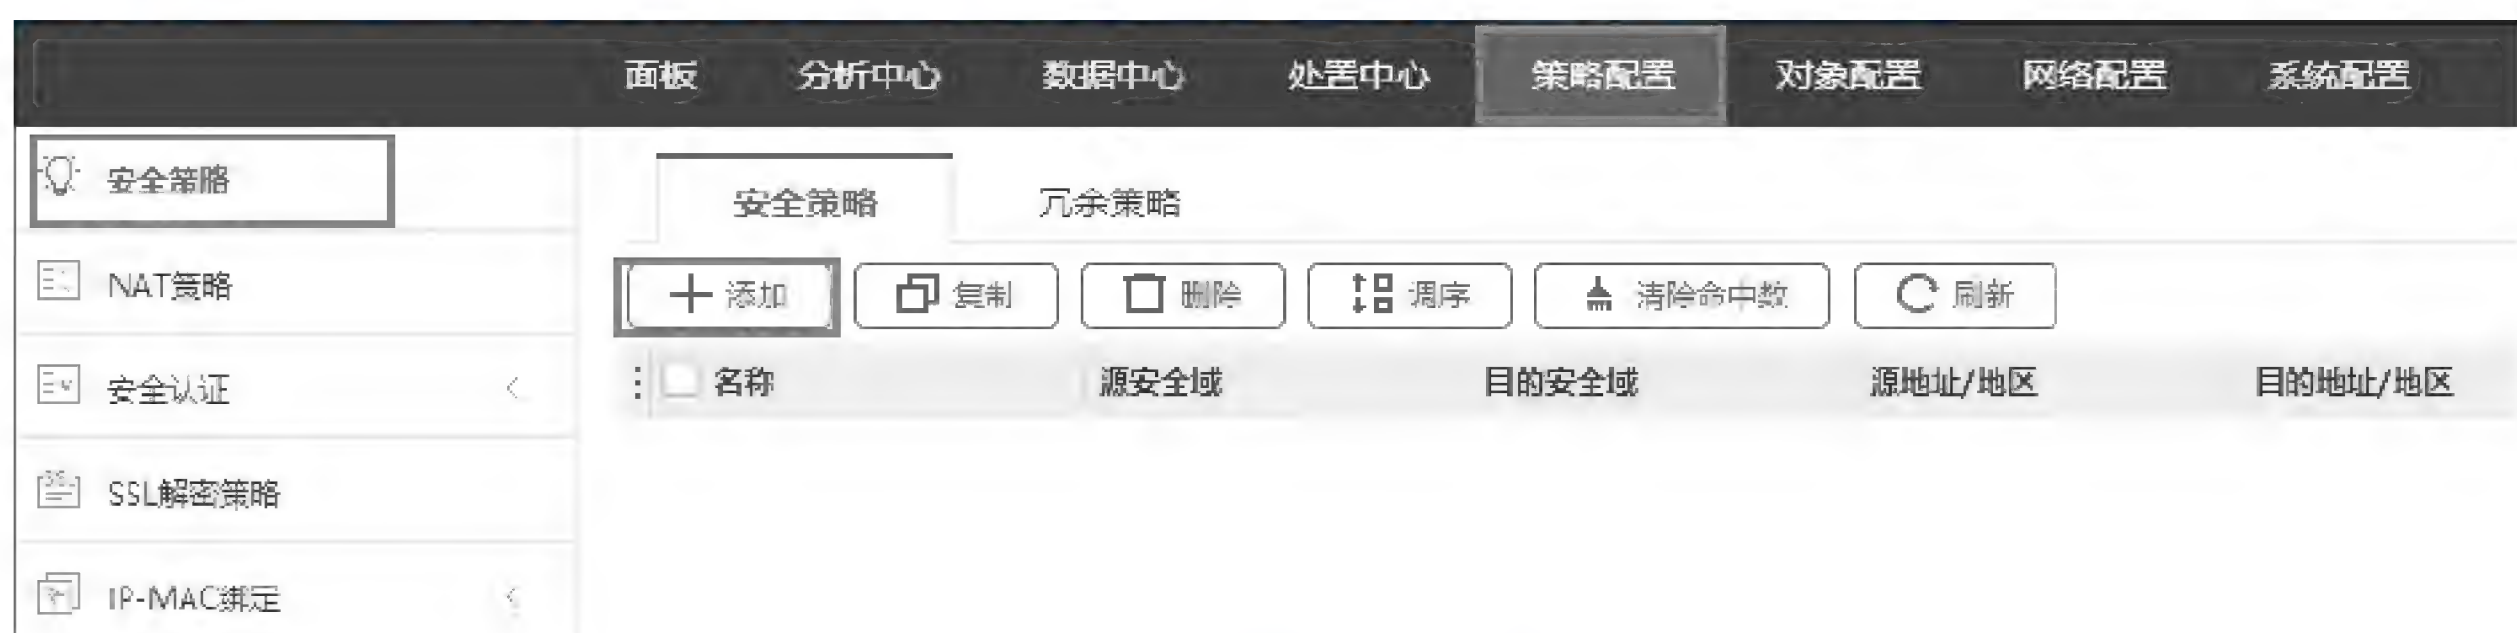 面板 分析中心 数据中心 处置中心 策略配置 对象配置 网络配置 系统配置
安全策略
NAT策略
安全认证
SSL解密策略
IP-MAC绑定
安全策略 冗余策略
添加 复制 删除 调序 清除命中数 刷新
名称 源安全域 目的安全域 源地址/地区 目的地址/地区